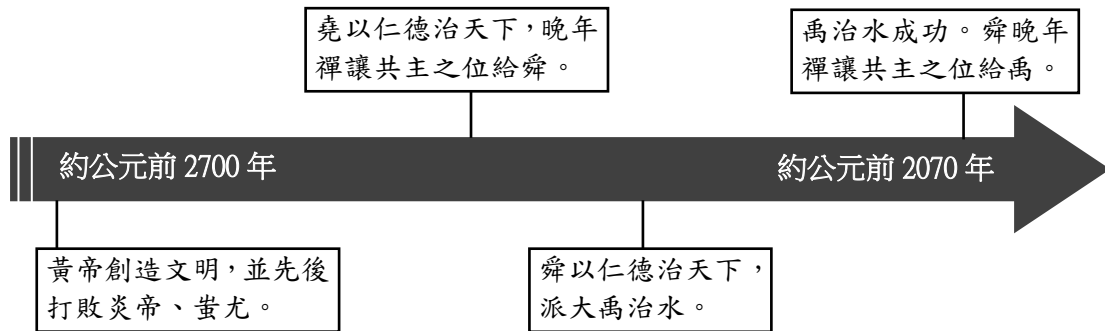 堯以仁德治天下，晚年
禪讓共主之位給舜。
禹治水成功。舜晚年
禪讓共主之位給禹。
約公元前 2700 年
約公元前 2070 年
黃帝創造文明，並先後
打敗炎帝、蚩尤。
舜以仁德治天下，
派大禹治水。